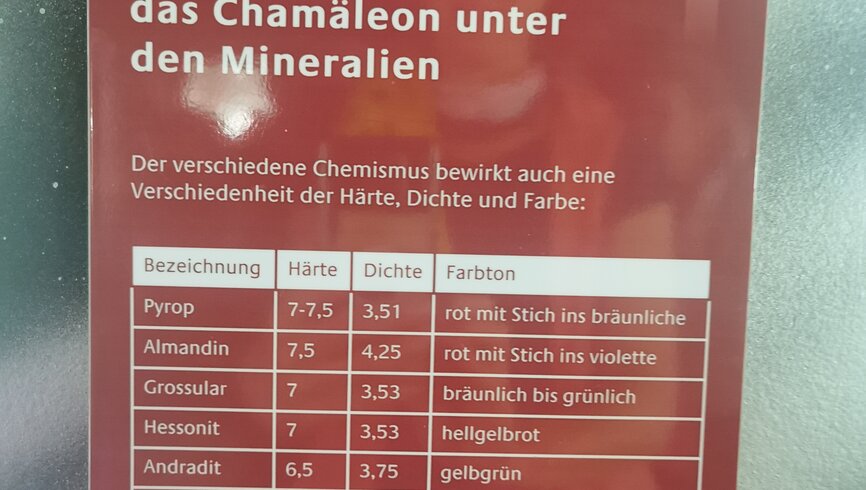 das Chamäleon unter
den Mineralien
Der verschiedene Chemismus bewirkt auch eine
Verschiedenheit der Härte, Dichte und Farbe:
Bezeichnung Härte Dichte Farbton
Pyrop 7-7,5 3,51 rot mit Stich ins bräunliche
Almandin 7,5 4,25 rot mit Stich ins violette
Grossular 7 3,53 bräunlich bis grünlich
Hessonit 7 3,53 hellgelbrot
Andradit 6,5 3,75 gelbgrün